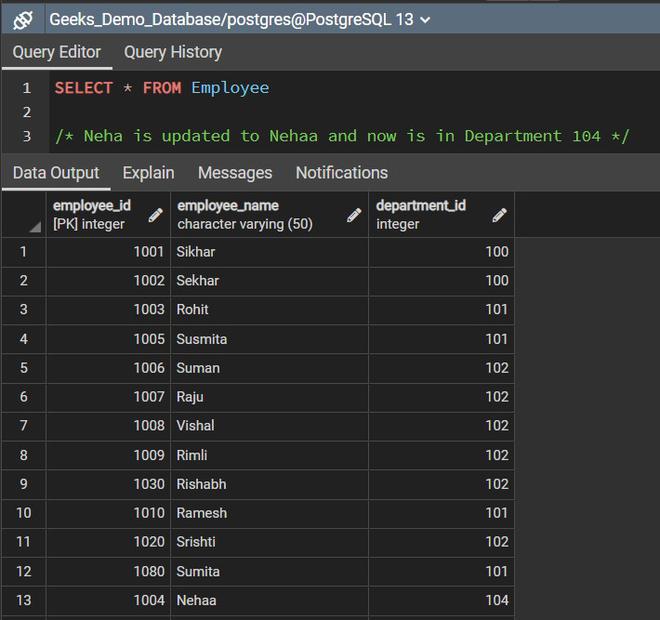 Geeks_Demo_Database/postgres@PostgreSQL 13
Query Editor Query History
1 SELECT * FROM Employee
2
3 /* Neha is updated to Nehaa and now is in Department 104 */
Data Output Explain Messages Notifications
employee_id employee_name department_id
[PK] integer character varying (50) integer
1 1001 Sikhar 100
2 1002 Sekhar 100
3 1003 Rohit 101
4 1005 Susmita 101
5 1006 Suman 102
6 1007 Raju 102
7 1008 Vishal 102
8 1009 Rimli 102
9 1030 Rishabh 102
10 1010 Ramesh 101
11 1020 Srishti 102
12 1080 Sumita 101
13 1004 Nehaa 104